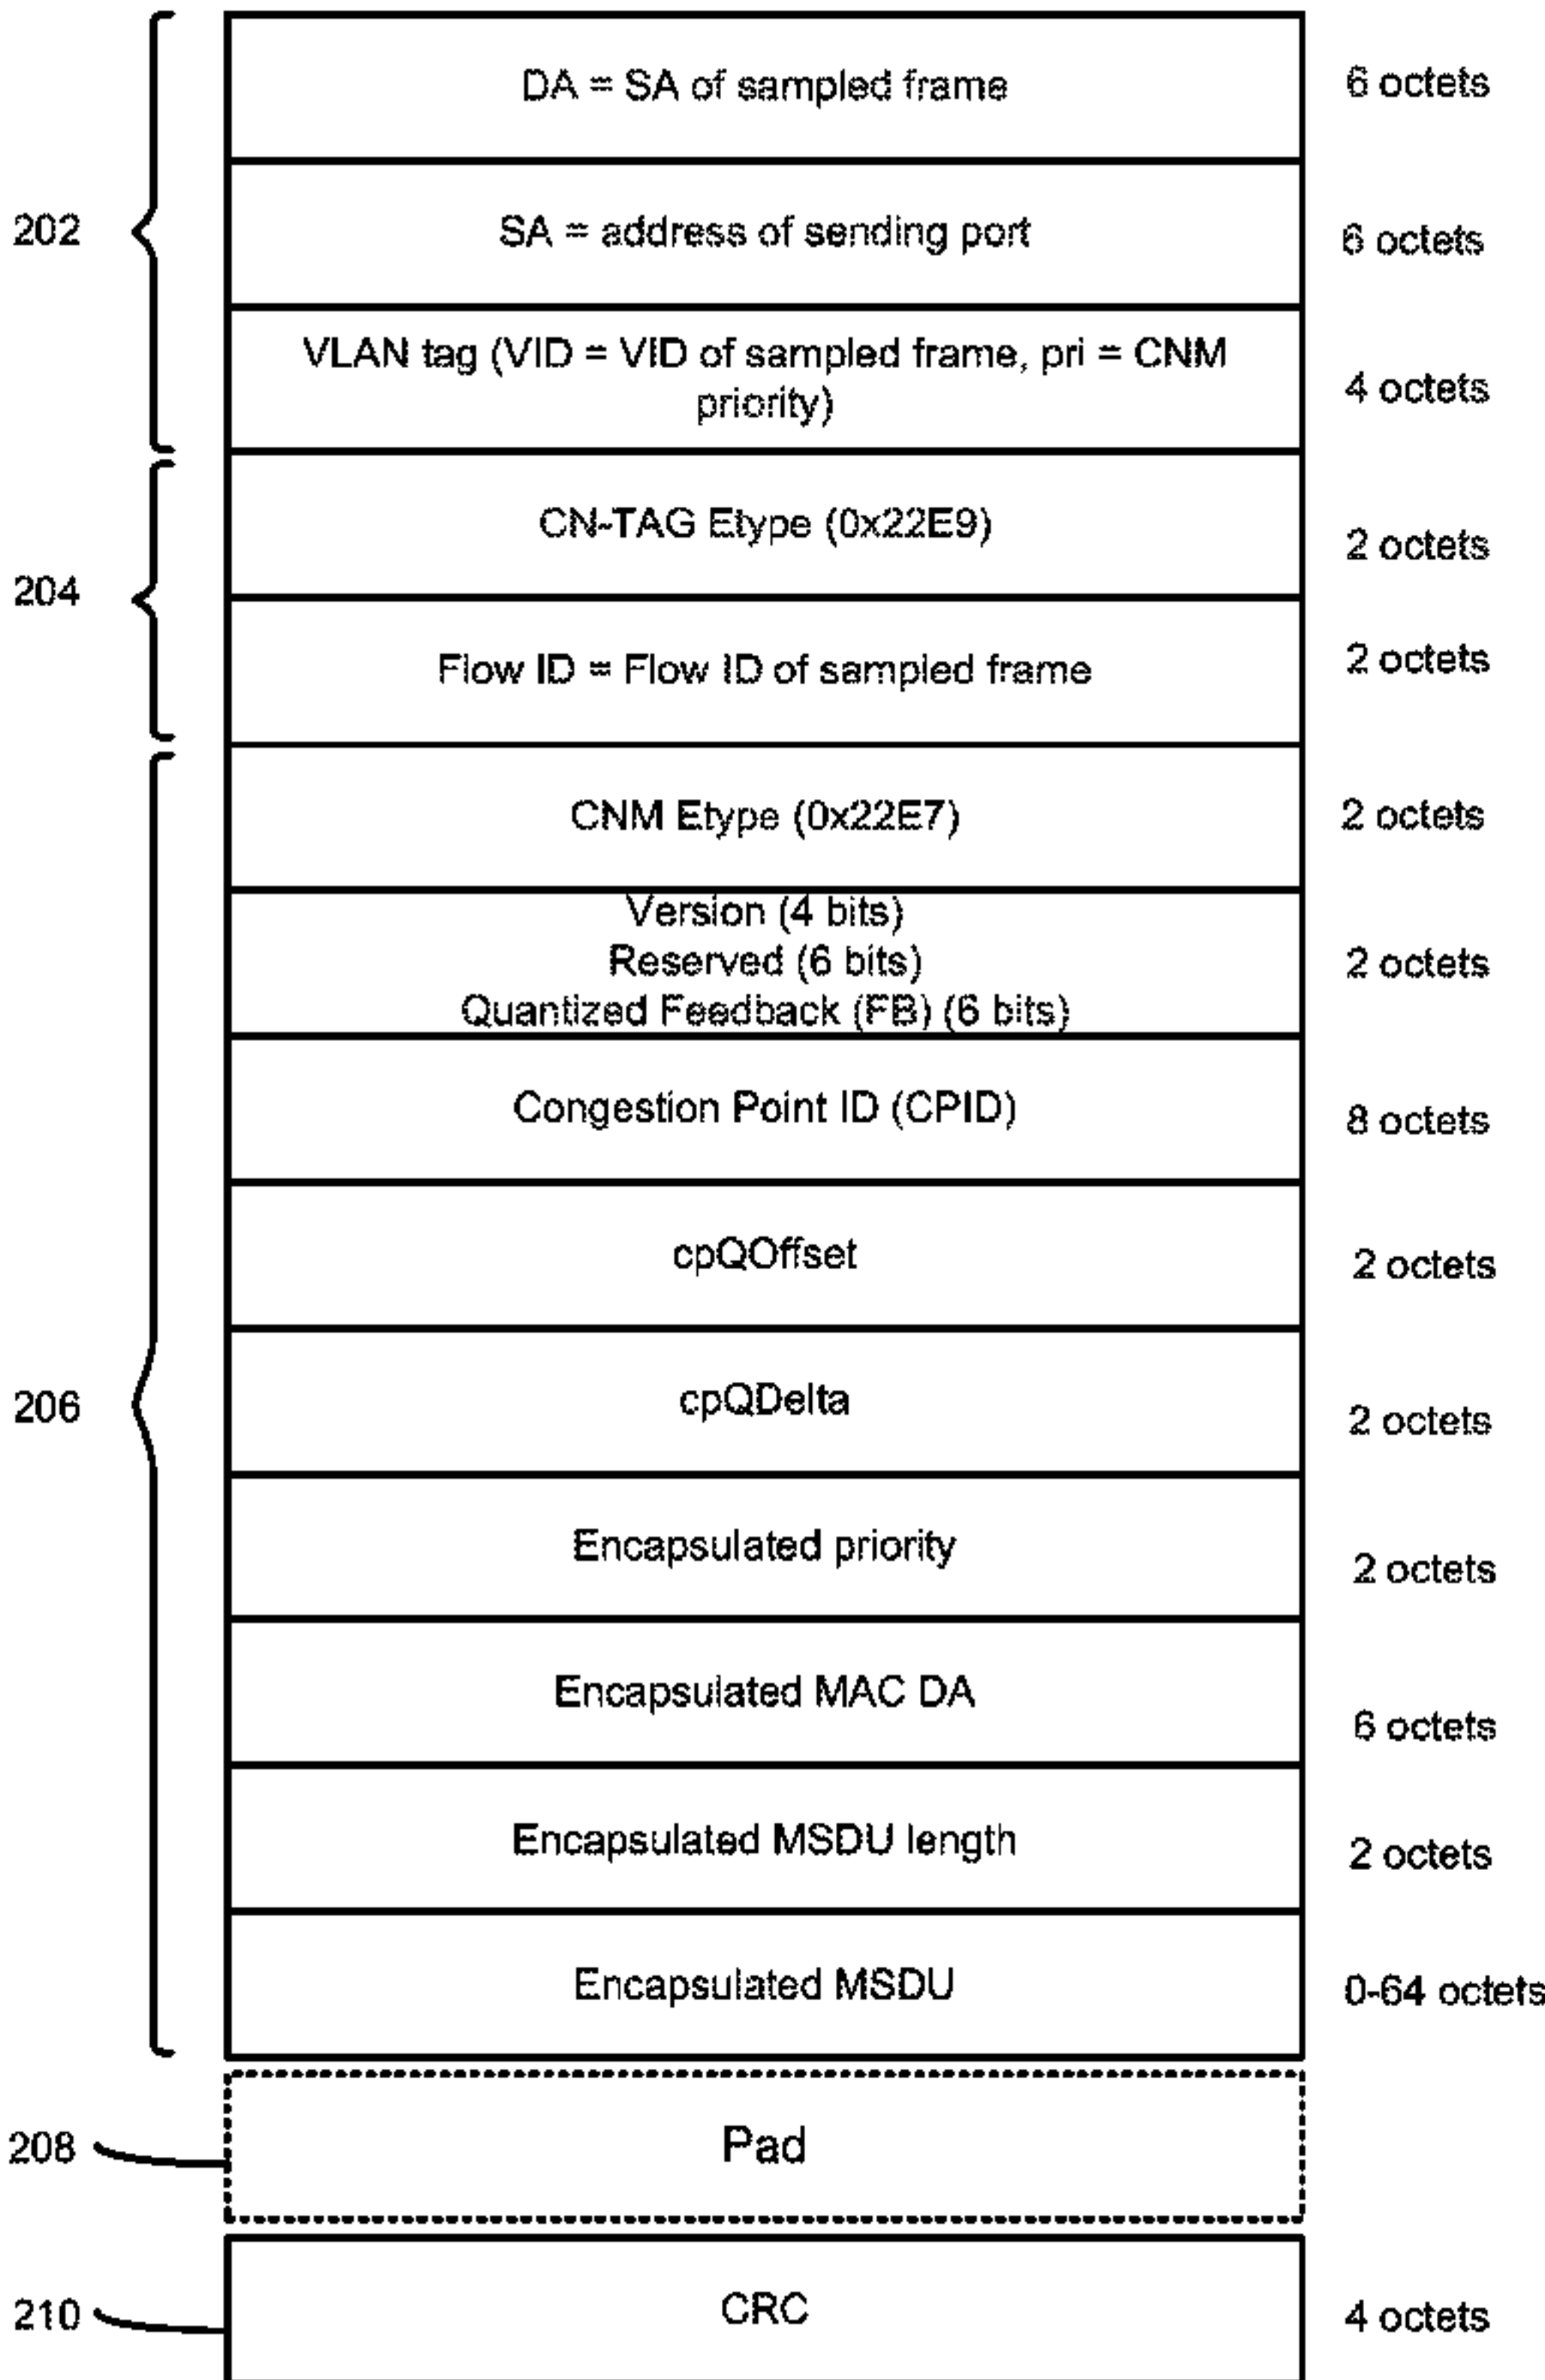 DA = SA of sampled frame
6 octets
202
SA = address of sending port
6 octets
VLAN tag (VID = VID of sampled frame, pri = CNM
priority)
4 octets
CN-TAG Etype (0x22E9)
2 octets
204
Flow ID = Flow ID of sampled frame
2 octets
CNM Etype (0x22E7)
2 octets
Version (4 bits)
Reserved (6 bits)
Quantized Feedback (FB) (6 bits)
2 octets
Congestion Point ID (CPID)
8 octets
cpQOffset
2 octets
206
cpQDelta
2 octets
Encapsulated priority
2 octets
Encapsulated MAC DA
6 octets
Encapsulated MSDU length
2 octets
Encapsulated MSDU
0-64 octets
208
Pad
210
CRC
4 octets